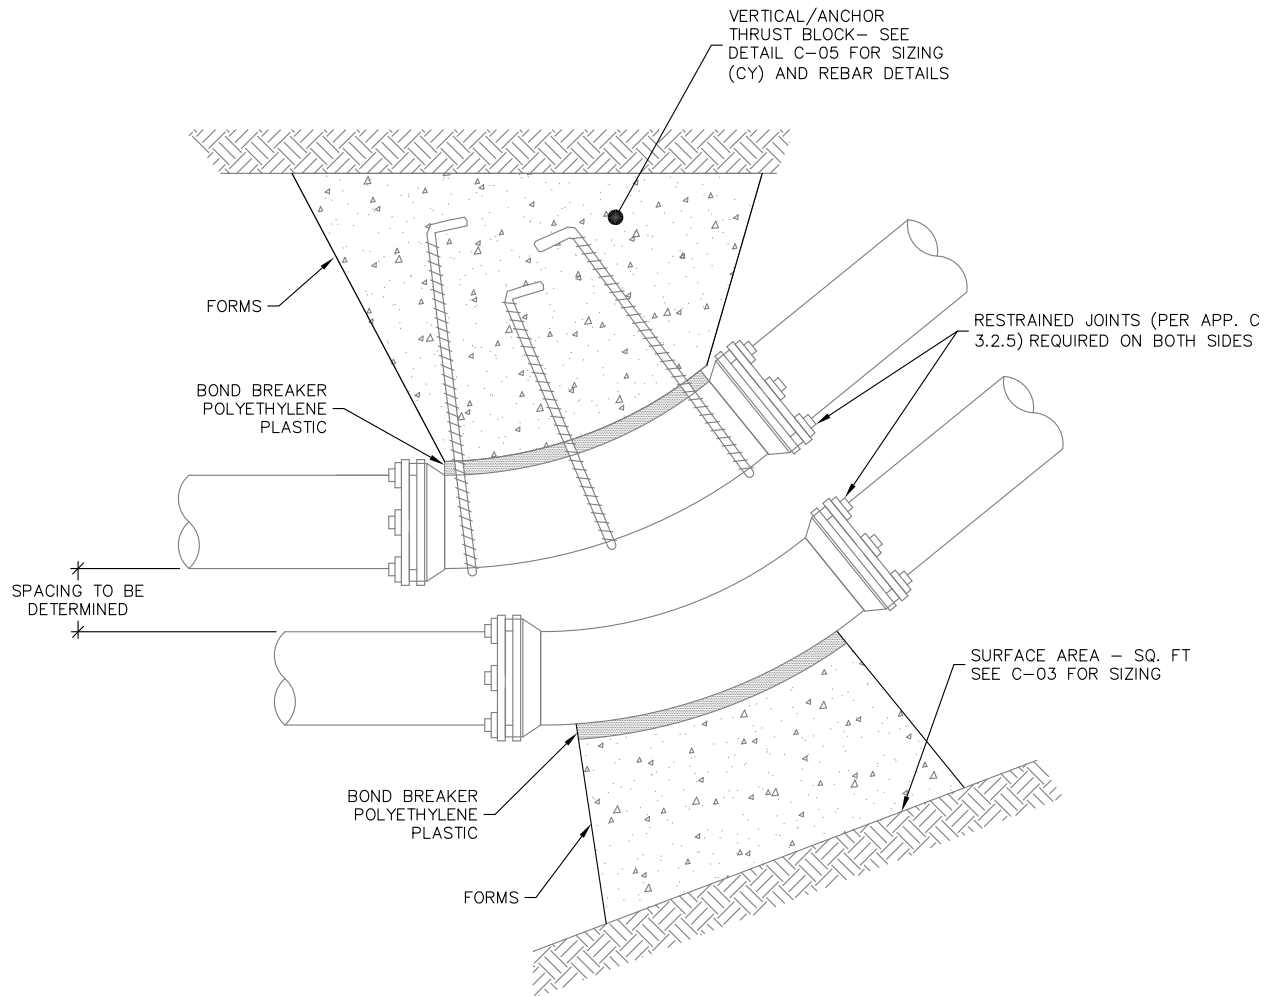 VERTICAL/ANCHOR
THRUST BLOCK— SEE
DETAIL C—05 FOR SIZING
(CY) AND REBAR DETAILS
FORMS
RESTRAINED JOINTS (PER APP. C
3.2.5) REQUIRED ON BOTH SIDES
BOND BREAKER
POLYETHYLENE
PLASTIC
SPACING TO BE
DETERMINED
SURFACE AREA — SQ. FT
SEE C—03 FOR SIZING
BOND BREAKER
POLYETHYLENE
PLASTIC
FORMS